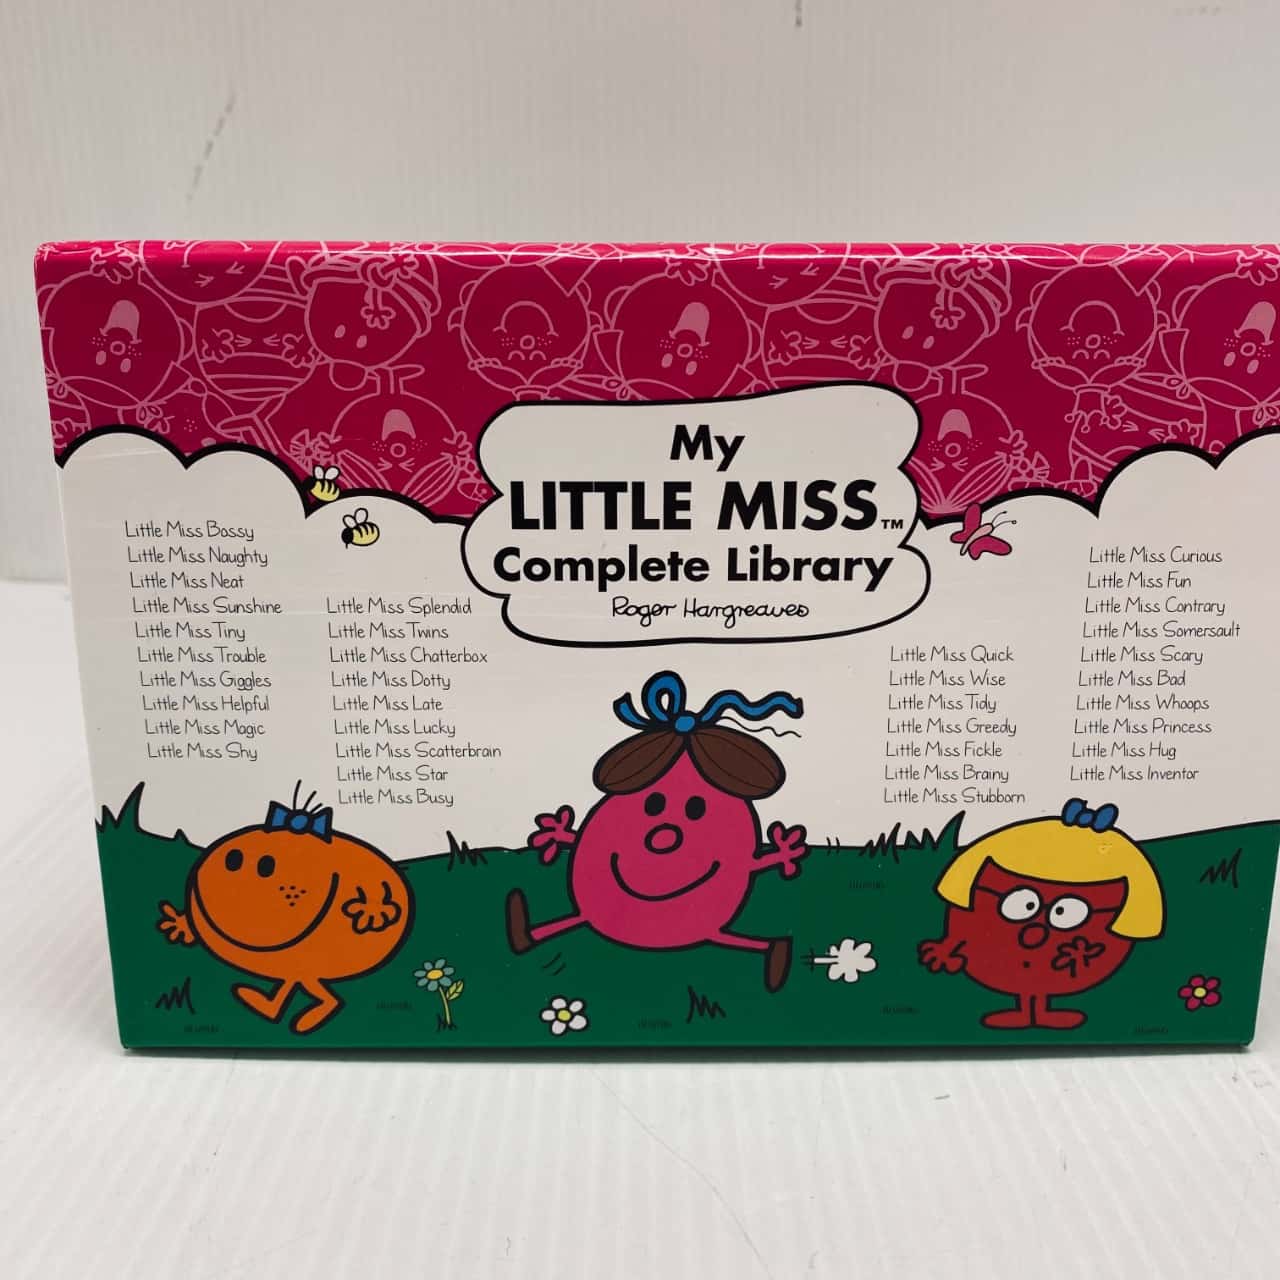 My
LITTLE MISS™
Complete Library
Roger Hargreaves
Little Miss Bossy
Little Miss Naughty
Little Miss Neat
Little Miss Sunshine
Little Miss Tiny
Little Miss Trouble
Little Miss Giggles
Little Miss Helpful
Little Miss Magic
Little Miss Shy
Little Miss Splendid
Little Miss Twins
Little Miss Chatterbox
Little Miss Dotty
Little Miss Late
Little Miss Lucky
Little Miss Scatterbrain
Little Miss Star
Little Miss Busy
Little Miss Quick
Little Miss Wise
Little Miss Tidy
Little Miss Greedy
Little Miss Fickle
Little Miss Brainy
Little Miss Stubborn
Little Miss Curious
Little Miss Fun
Little Miss Contrary
Little Miss Somersault
Little Miss Scary
Little Miss Bad
Little Miss Whoops
Little Miss Princess
Little Miss Hug
Little Miss Inventor